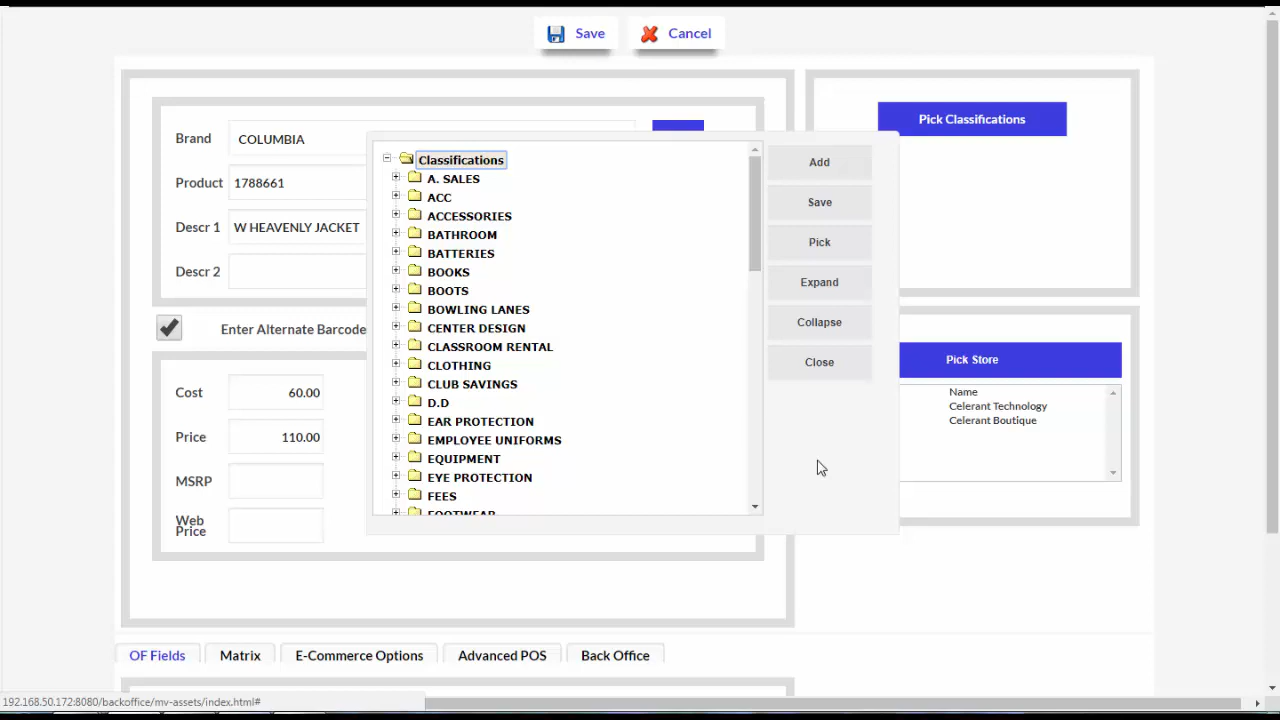 Save
Cancel
Brand
COLUMBIA
Product
1788661
Descr 1
W HEAVENLY JACKET
Descr 2
Enter Alternate Barcode
Cost
60.00
Price
110.00
MSRP
Web
Price
Classifications
A. SALES
ACC
ACCESSORIES
BATHROOM
BATTERIES
BOOKS
BOOTS
BOWLING LANES
CENTER DESIGN
CLASSROOM RENTAL
CLOTHING
CLUB SAVINGS
D.D
EAR PROTECTION
EMPLOYEE UNIFORMS
EQUIPMENT
EYE PROTECTION
FEES
FOOTWEAR
Add
Save
Pick
Expand
Collapse
Close
Pick Classifications
Pick Store
Name
Celerant Technology
Celerant Boutique
OF Fields
Matrix
E-Commerce Options
Advanced POS
Back Office
192.168.50.172:8080/backoffice/mv-assets/index.html#